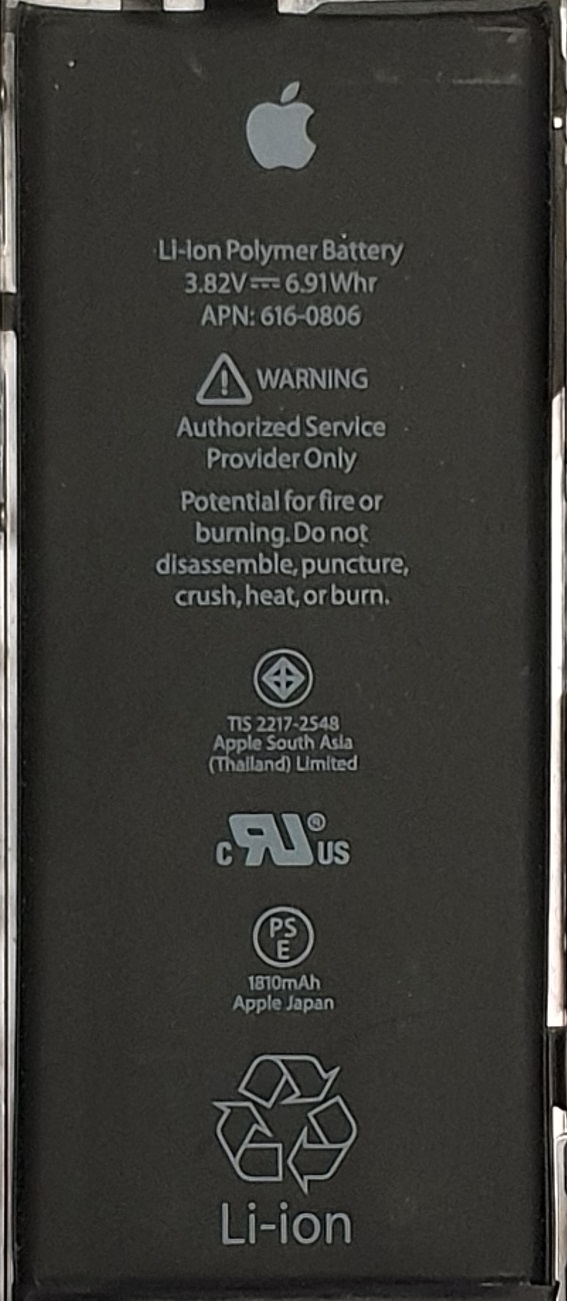 Li-ion Polymer Battery
3.82V⎓6.91Whr
APN: 616-0806
WARNING
Authorized Service
Provider Only
Potential for fire or
burning. Do not
disassemble, puncture,
crush, heat, or burn.
TIS 2217-2548
Apple South Asia
(Thailand) Limited
c RU® US
PS
E
1810mAh
Apple Japan
Li-ion